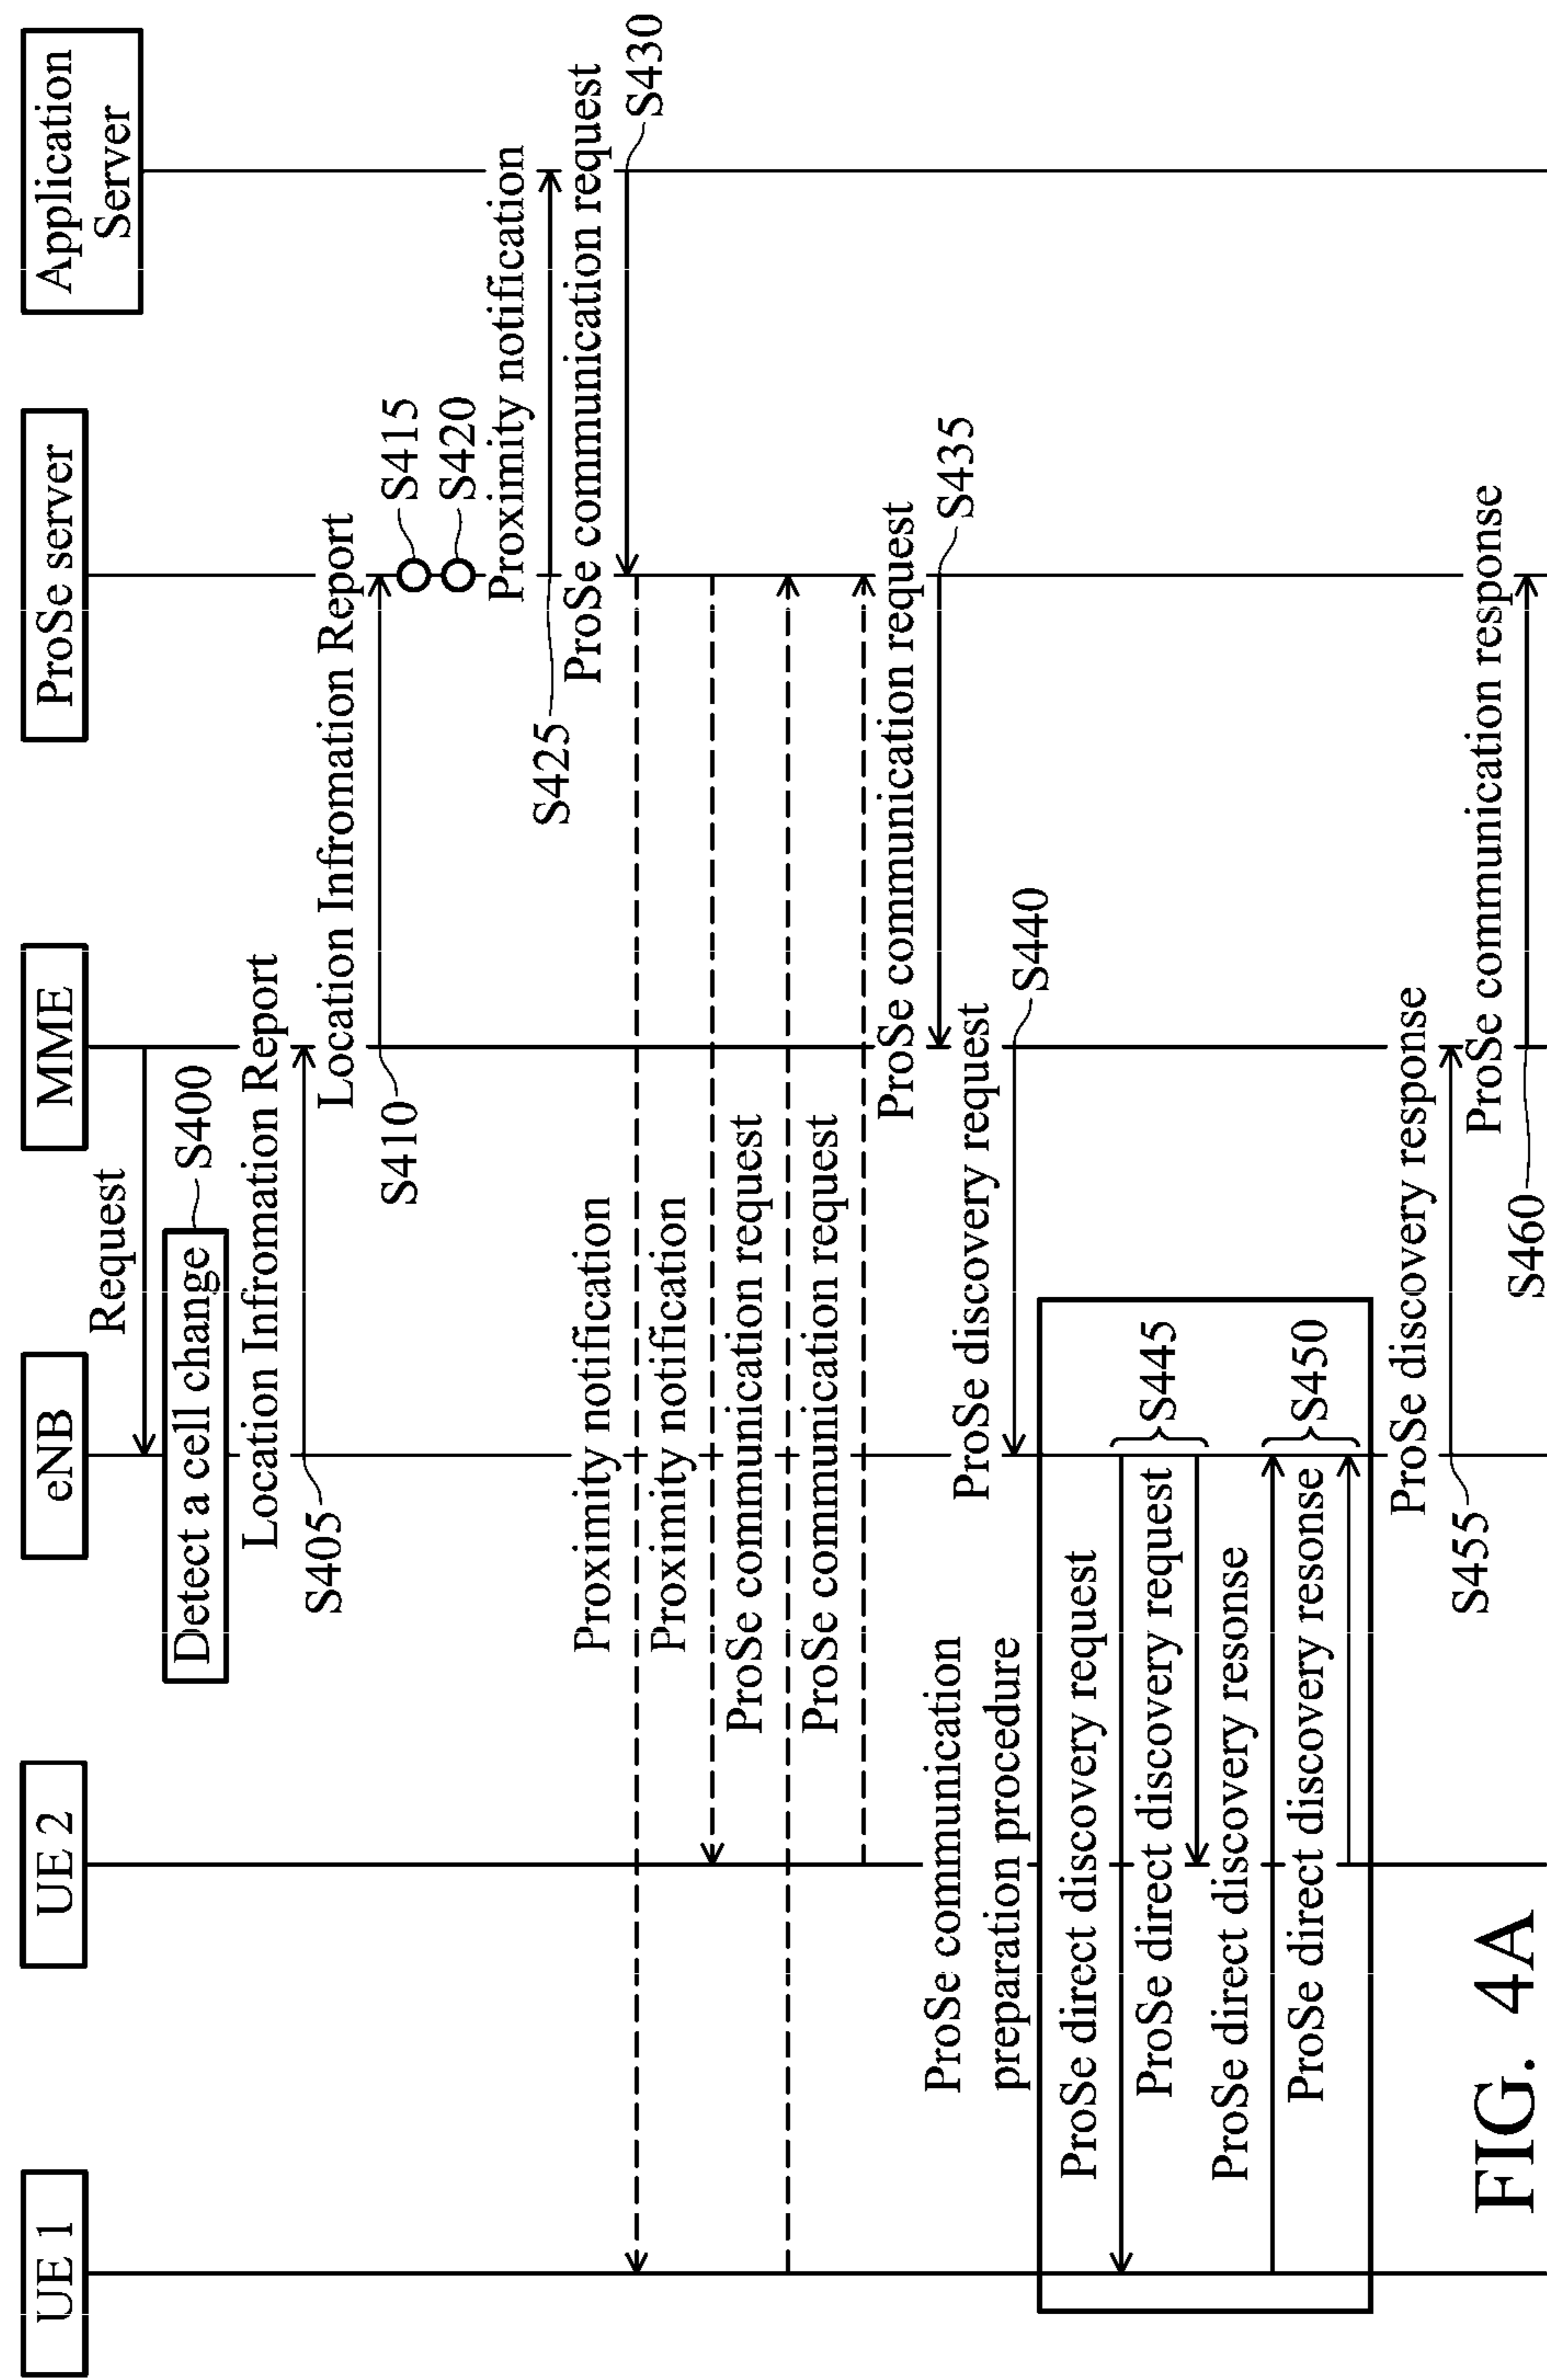 UE 1
UE 2
eNB
MME
ProSe server
Application
Server
Request
Detect a cell change
S400
Location Infromation Report
S405
Location Infromation Report
S410
S415
S420
Proximity notification
S425
ProSe communication request
S430
Proximity notification
Proximity notification
ProSe communication request
ProSe communication request
ProSe communication request
S435
ProSe communication
preparation procedure
ProSe discovery request
S440
ProSe direct discovery request
ProSe direct discovery request
S445
ProSe direct discovery resonse
ProSe direct discovery resonse
S450
ProSe discovery response
S455
ProSe communication response
S460
FIG. 4A